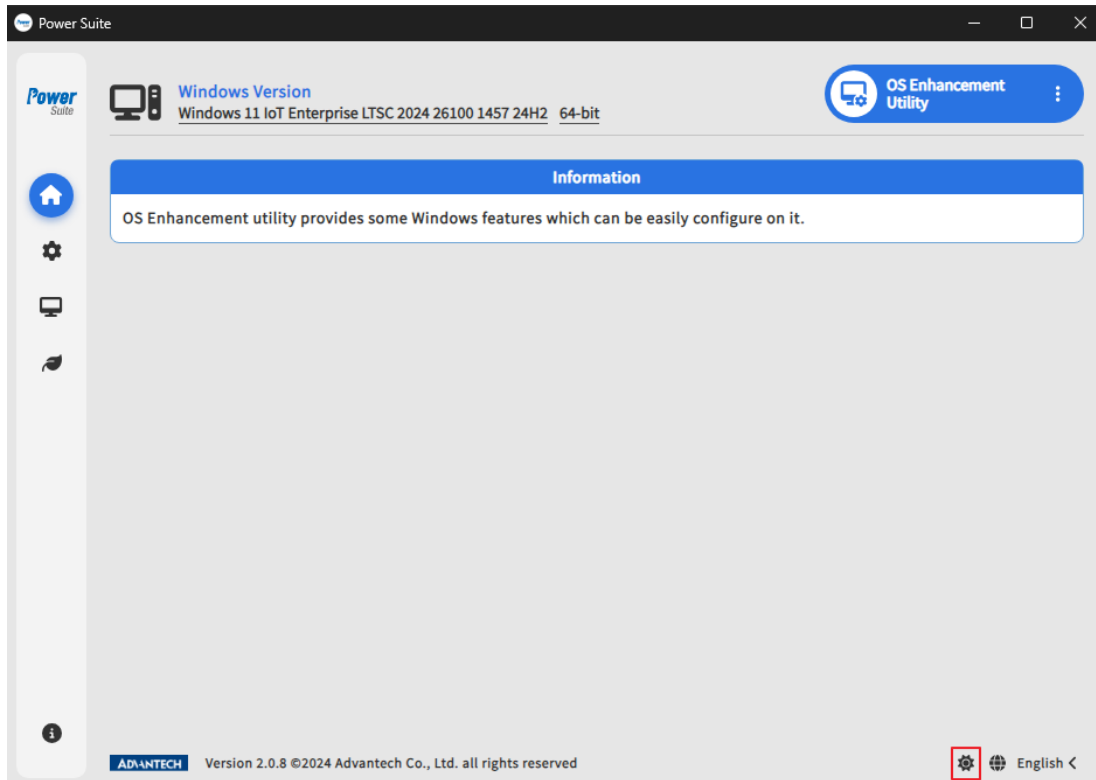 Power Suite
Power
Suite
Windows Version
Windows 11 IoT Enterprise LTSC 2024 26100 1457 24H2 64-bit
OS Enhancement
Utility
Information
OS Enhancement utility provides some Windows features which can be easily configure on it.
ADVANTECH Version 2.0.8 ©2024 Advantech Co., Ltd. all rights reserved
English